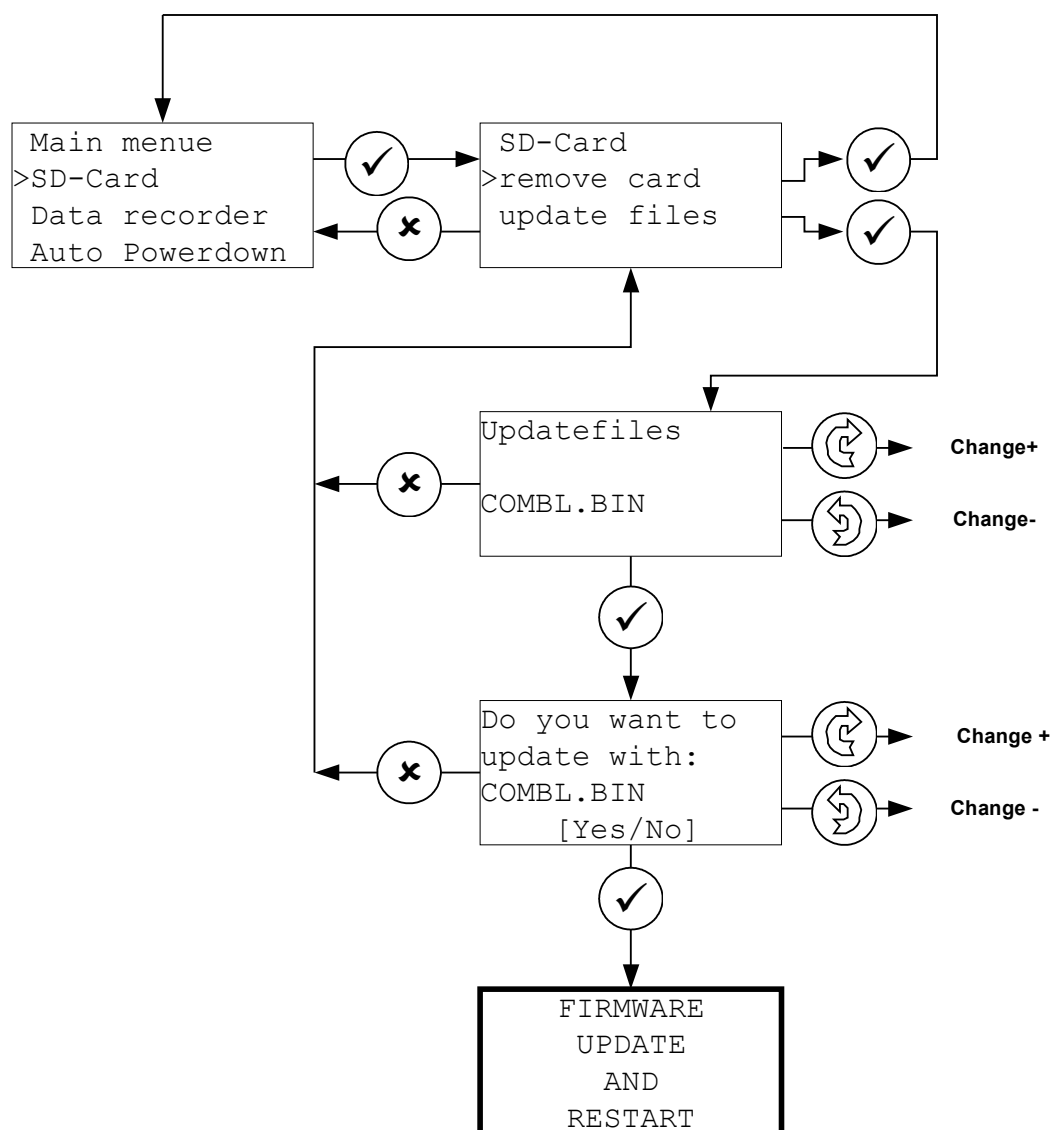 Main menue
>SD-Card
Data recorder
Auto Powerdown
SD-Card
>remove card
update files
Updatefiles
COMBL.BIN
Change+
Change-
Do you want to
update with:
COMBL.BIN
[Yes/No]
Change +
Change -
FIRMWARE
UPDATE
AND
RESTART